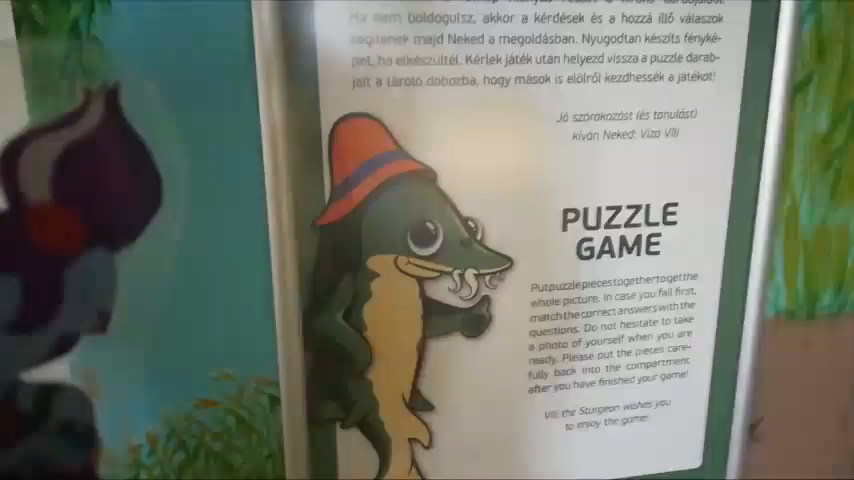 Ha nem boldogulsz, akkor a kérdések és a hozzá illő válaszok
segítenek majd Neked a megoldásban. Nyugodtan készíts fényké-
pet, ha elkészültél. Kérlek játék után helyezd vissza a puzzle darab-
jait a tároló dobozba, hogy mások is elölről kezdhessék a játékot!
Jó szórakozást (és tanulást)
kíván Neked: Viza Vili
PUZZLE
GAME
Put puzzle pieces together to get the
whole picture. In case you fail first,
match the correct answers with the
questions. Do not hesitate to take
a photo of yourself when you are
ready. Please put the pieces care-
fully back into the compartment
after you have finished your game!
Vili the Sturgeon wishes you
to enjoy the game!